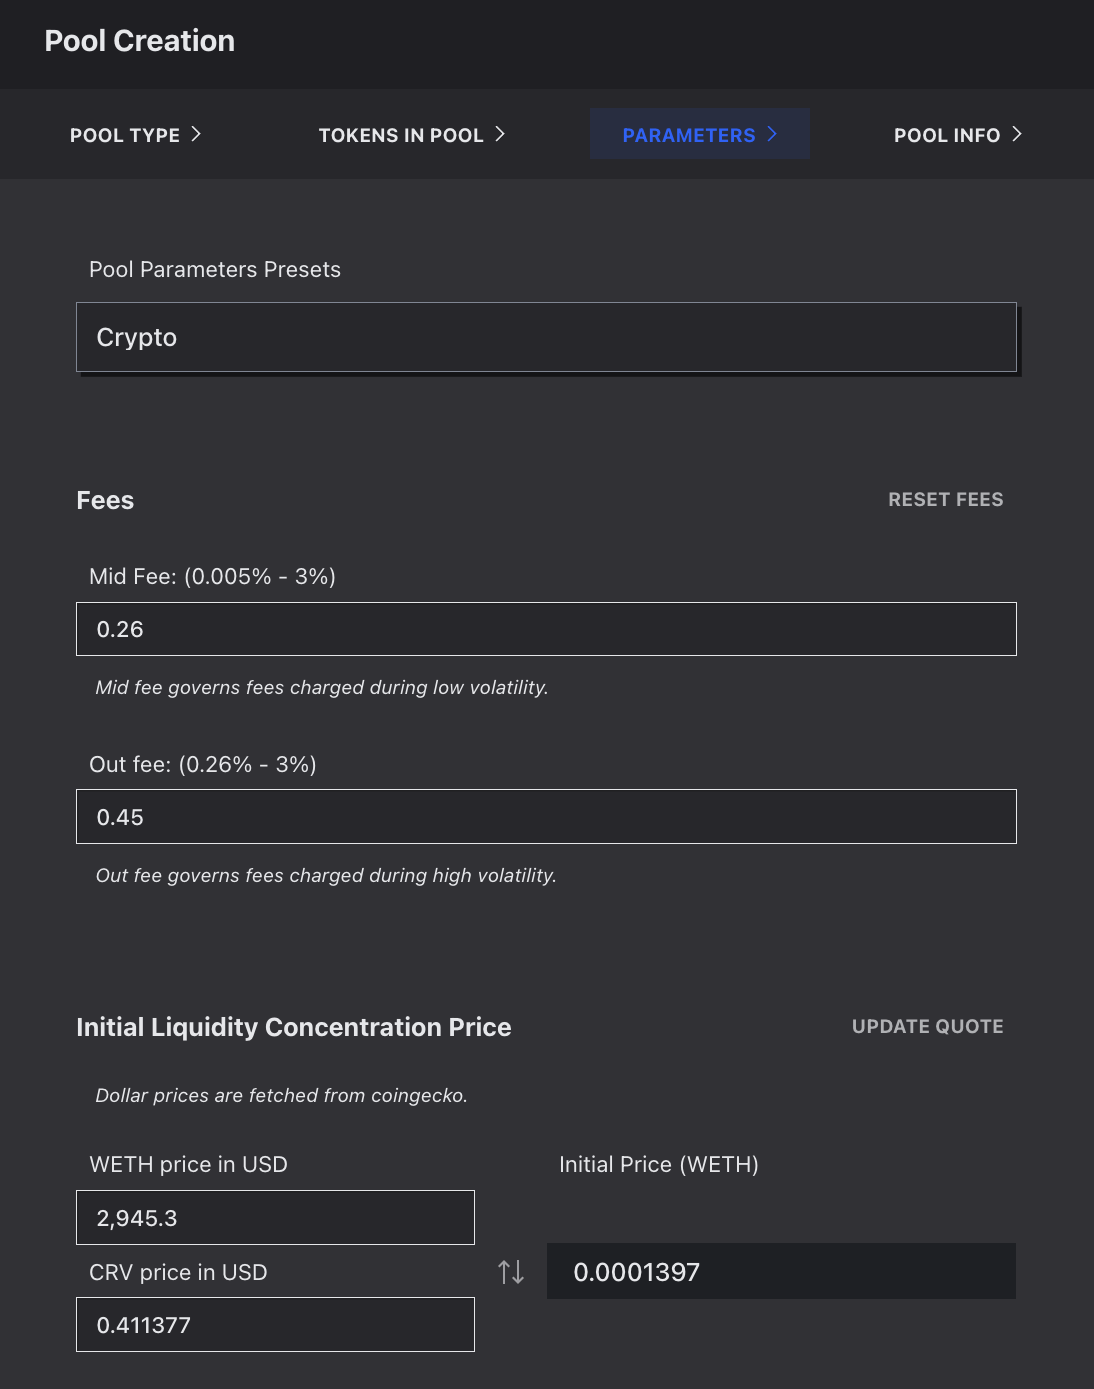 Pool Creation
POOL TYPE TOKENS IN POOL PARAMETERS POOL INFO
Pool Parameters Presets
Crypto
Fees RESET FEES
Mid Fee: (0.005% - 3%)
0.26
Mid fee governs fees charged during low volatility.
Out fee: (0.26% - 3%)
0.45
Out fee governs fees charged during high volatility.
Initial Liquidity Concentration Price UPDATE QUOTE
Dollar prices are fetched from coingecko.
WETH price in USD Initial Price (WETH)
2,945.3
CRV price in USD 0.0001397
0.411377